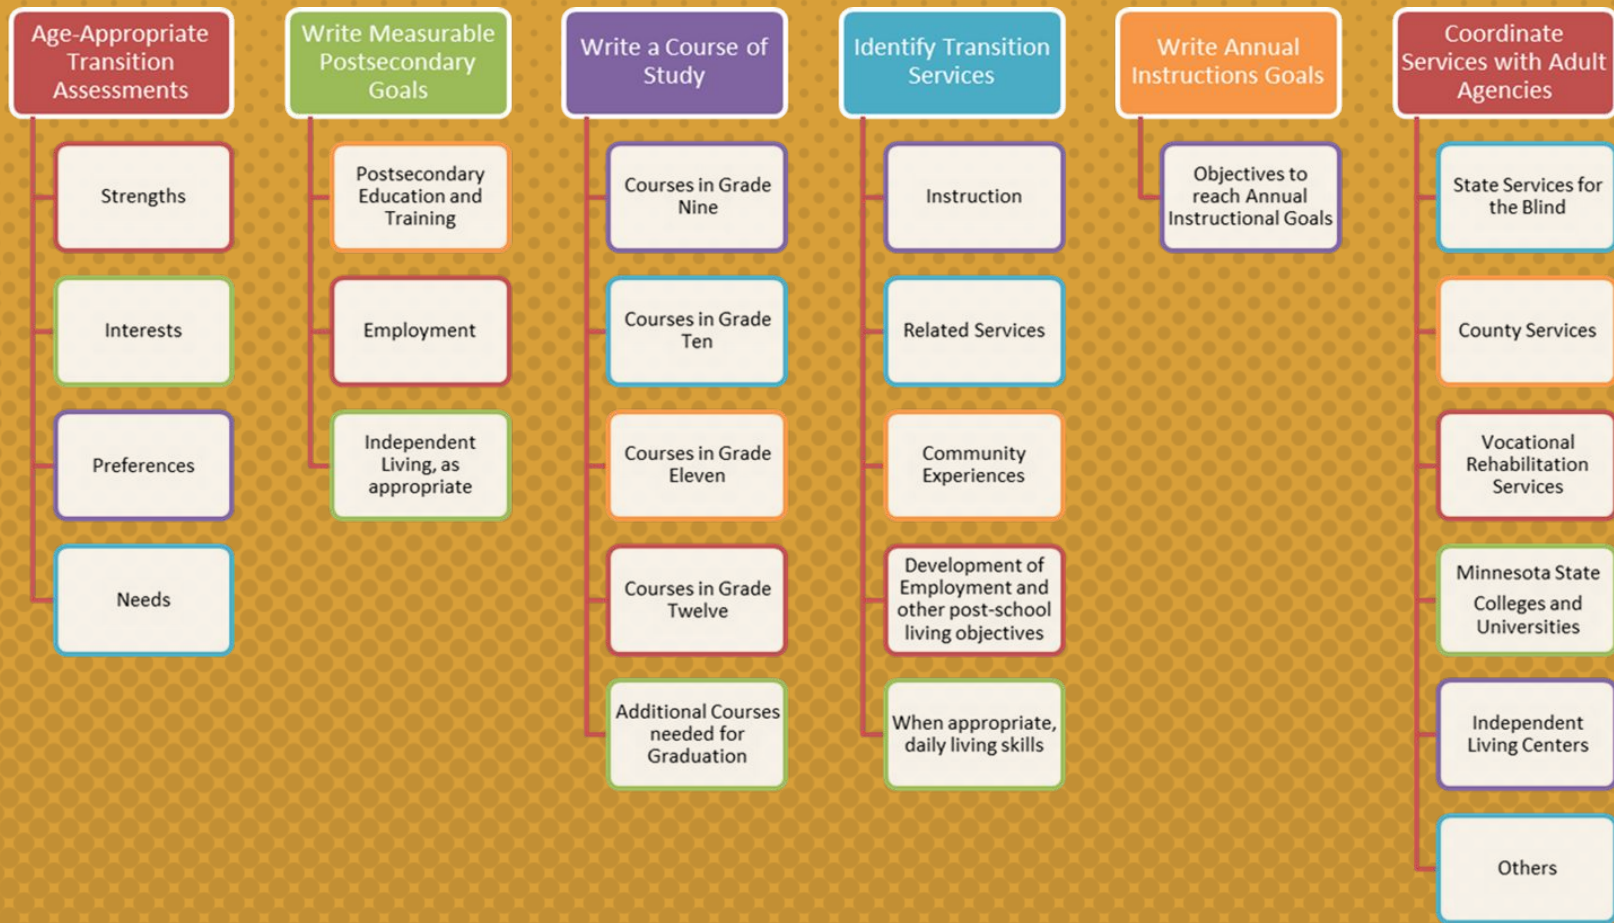 Age-Appropriate
Transition
Assessments
Strengths
Interests
Preferences
Needs
Write Measurable
Postsecondary
Goals
Postsecondary
Education and
Training
Employment
Independent
Living, as
appropriate
Write a Course of
Study
Courses in Grade
Nine
Courses in Grade
Ten
Courses in Grade
Eleven
Courses in Grade
Twelve
Additional Courses
needed for
Graduation
Identify Transition
Services
Instruction
Related Services
Community
Experiences
Development of
Employment and
other post-school
living objectives
When appropriate,
daily living skills
Write Annual
Instructions Goals
Objectives to
reach Annual
Instructional Goals
Coordinate
Services with Adult
Agencies
State Services for
the Blind
County Services
Vocational
Rehabilitation
Services
Minnesota State
Colleges and
Universities
Independent
Living Centers
Others